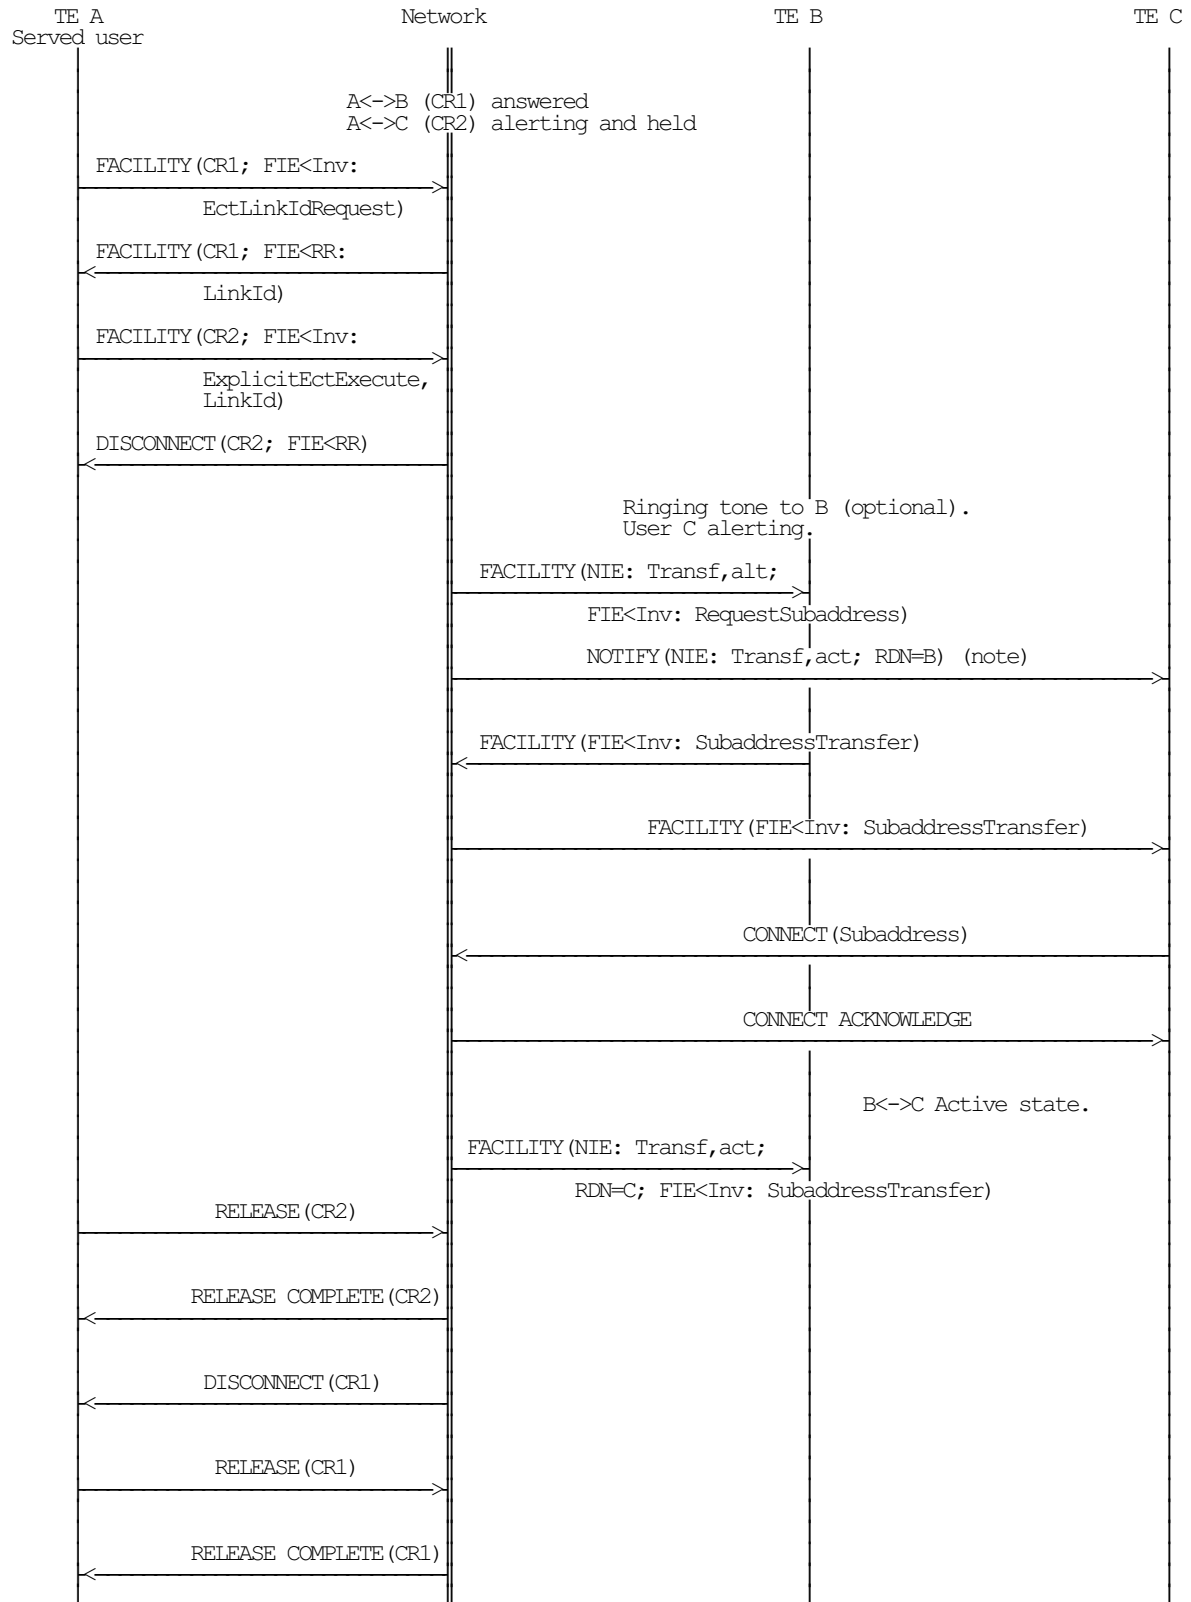 TE A Network TE B TE C
Served user
A<->B (CR1) answered
A<->C (CR2) alerting and held
FACILITY(CR1; FIE<Inv:
EctLinkIdRequest)
FACILITY(CR1; FIE<RR:
LinkId)
FACILITY(CR2; FIE<Inv:
ExplicitEctExecute,
LinkId)
DISCONNECT(CR2; FIE<RR)
Ringing tone to B (optional).
User C alerting.
FACILITY(NIE: Transf,alt;
FIE<Inv: RequestSubaddress)
NOTIFY(NIE: Transf,act; RDN=B) (note)
FACILITY(FIE<Inv: SubaddressTransfer)
FACILITY(FIE<Inv: SubaddressTransfer)
CONNECT(Subaddress)
CONNECT ACKNOWLEDGE
B<->C Active state.
FACILITY(NIE: Transf,act;
RDN=C; FIE<Inv: SubaddressTransfer)
RELEASE(CR2)
RELEASE COMPLETE(CR2)
DISCONNECT(CR1)
RELEASE(CR1)
RELEASE COMPLETE(CR1)